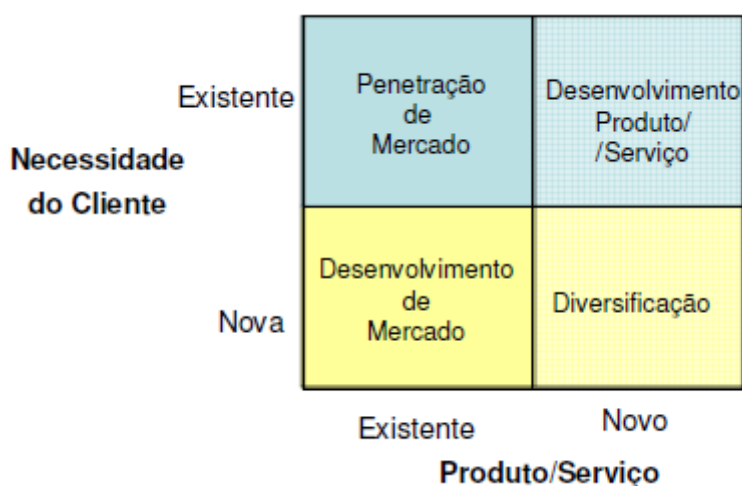 Existente
Necessidade
do Cliente
Nova
Penetração
de
Mercado
Desenvolvimento
Produto/
/Serviço
Desenvolvimento
de
Mercado
Diversificação
Existente
Novo
Produto/Serviço